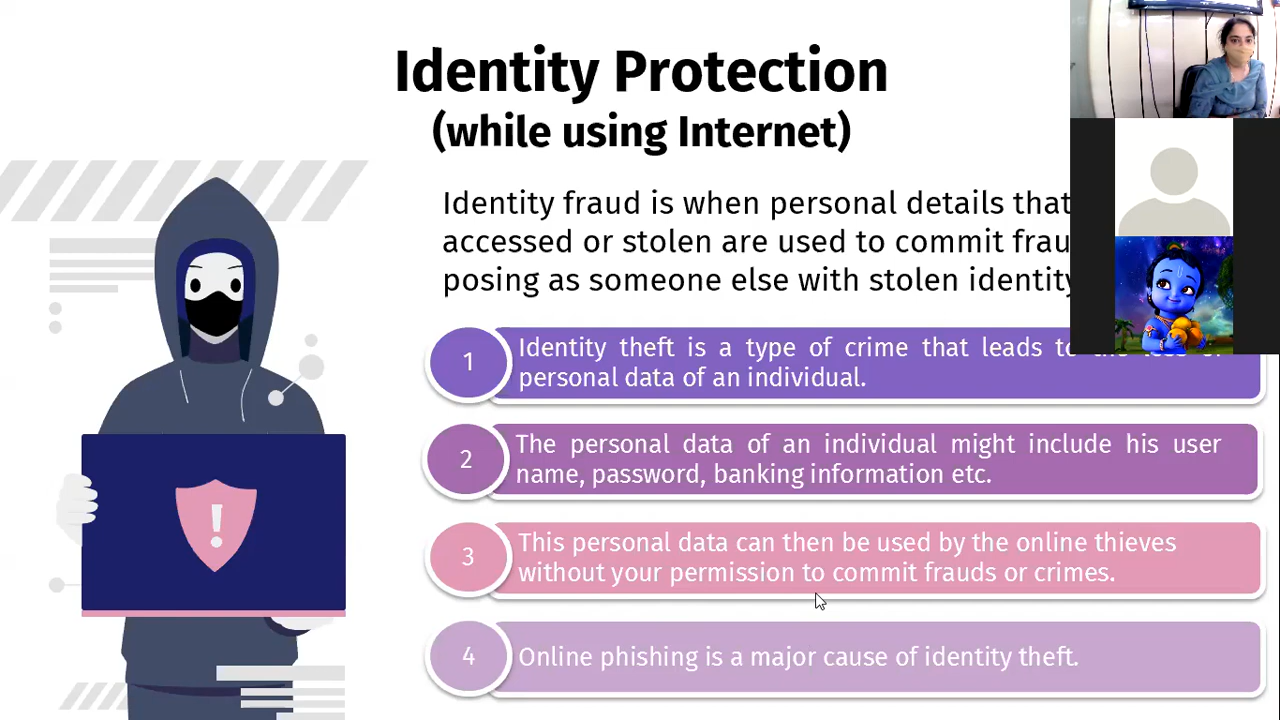 Identity Protection
(while using Internet)
Identity fraud is when personal details that
accessed or stolen are used to commit frau
posing as someone else with stolen identity
1
Identity theft is a type of crime that leads to
personal data of an individual.
2
The personal data of an individual might include his user
name, password, banking information etc.
3
This personal data can then be used by the online thieves
without your permission to commit frauds or crimes.
4
Online phishing is a major cause of identity theft.
!